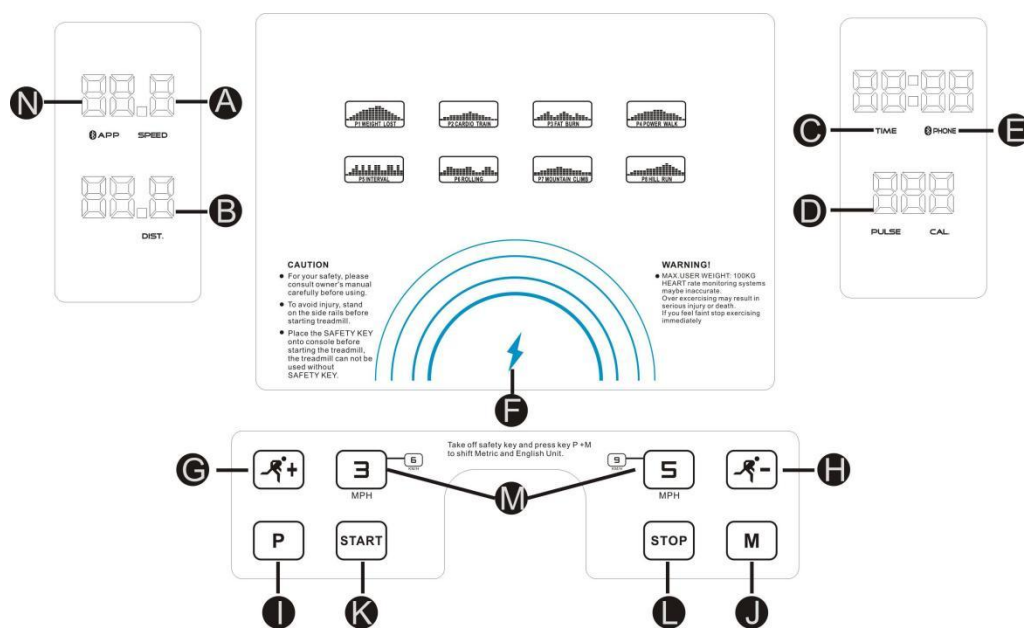 N
A
APP SPEED
B
DIST.
P1 WEIGHT LOST
P2 CARDIO TRAIN
P3 FAT BURN
P4 POWER WALK
P5 INTERVAL
P6 ROLLING
P7 MOUNTAIN CLIMB
P8 HILL RUN
CAUTION
For your safety, please
consult owner's manual
carefully before using.
To avoid injury, stand
on the side rails before
starting treadmill.
Place the SAFETY KEY
onto console before
starting the treadmill,
the treadmill can not be
used without
SAFETY KEY.
WARNING!
MAX.USER WEIGHT: 100KG
HEART rate monitoring systems
maybe inaccurate.
Over excercising may result in
serious injury or death.
If you feel faint stop exercising
immediately
F
C
TIME
PHONE
E
D
PULSE CAL.
Take off safety key and press key P +M
to shift Metric and English Unit.
G
+
3
MPH
6
KM/H
M
9
KM/H
5
MPH
-
H
P
START
STOP
M
I
K
L
J